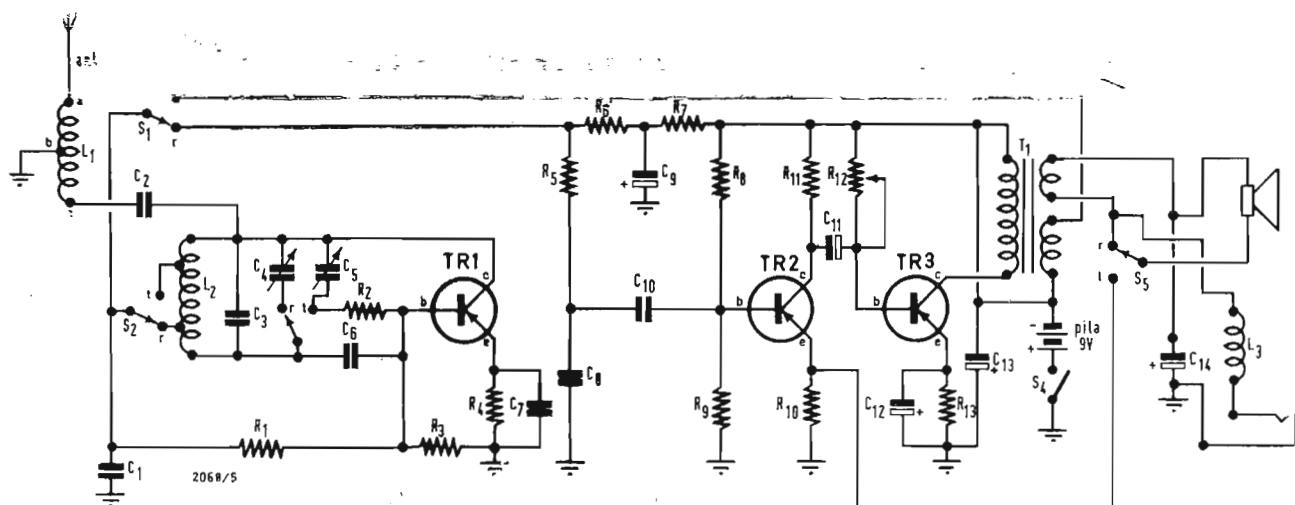 ant
a
b
L1
C2
S1
r
R6
R7
R5
C9
+
R8
R11
R12
C11
T1
C4
C5
TR1
c
b
e
L2
t
S2
r
C3
r
t
R2
C6
C10
TR2
c
b
e
TR3
c
b
e
r
S5
t
-
pila
9V
+
S4
C13
+
C14
+
L3
R4
C7
C8
R9
R10
C12
+
R13
R1
R3
C1
2068/5